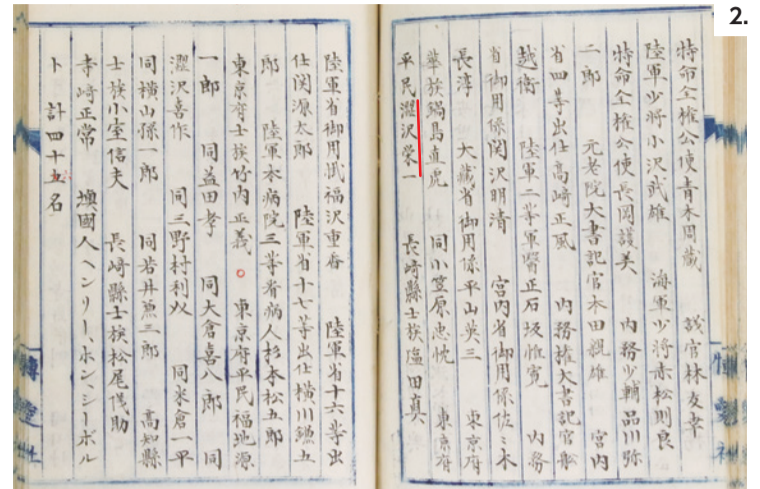 2.
特命全権公使青木周蔵　議官林友幸
陸軍少将小沢武雄　海軍少将赤松則良
特命全権公使長岡護美　内務少輔品川弥
二郎　元老院大書記官本田親雄　宮内
省四等出仕高崎正風　内務権大書記官舩
越衛　陸軍二等軍医正石坂惟寛　内務
省御用係関沢明清　宮内省御用係佐々木
長淳　大蔵省御用係平山英三　東京府
華族鍋島直虎　同小笠原忠忱　東京府
平民澁沢栄一　長崎縣士族塩田真
陸軍省御用掛福沢重香　陸軍省十六等出
仕関源太郎　陸軍省十七等出仕横川鐐五
郎　陸軍本病院三等看病人杉本松五郎
東京府士族竹内正義○東京府平民福地源
一郎　同益田孝　同大倉喜八郎　同
澁沢喜作　同三野村利助　同米倉一平
同横山孫一郎　同若井兼三郎　高知縣
士族小室信夫　長崎縣士族松尾儀助
寺崎正常　墺國人ヘンリー、ホン、シーボル
ト　計四十五名